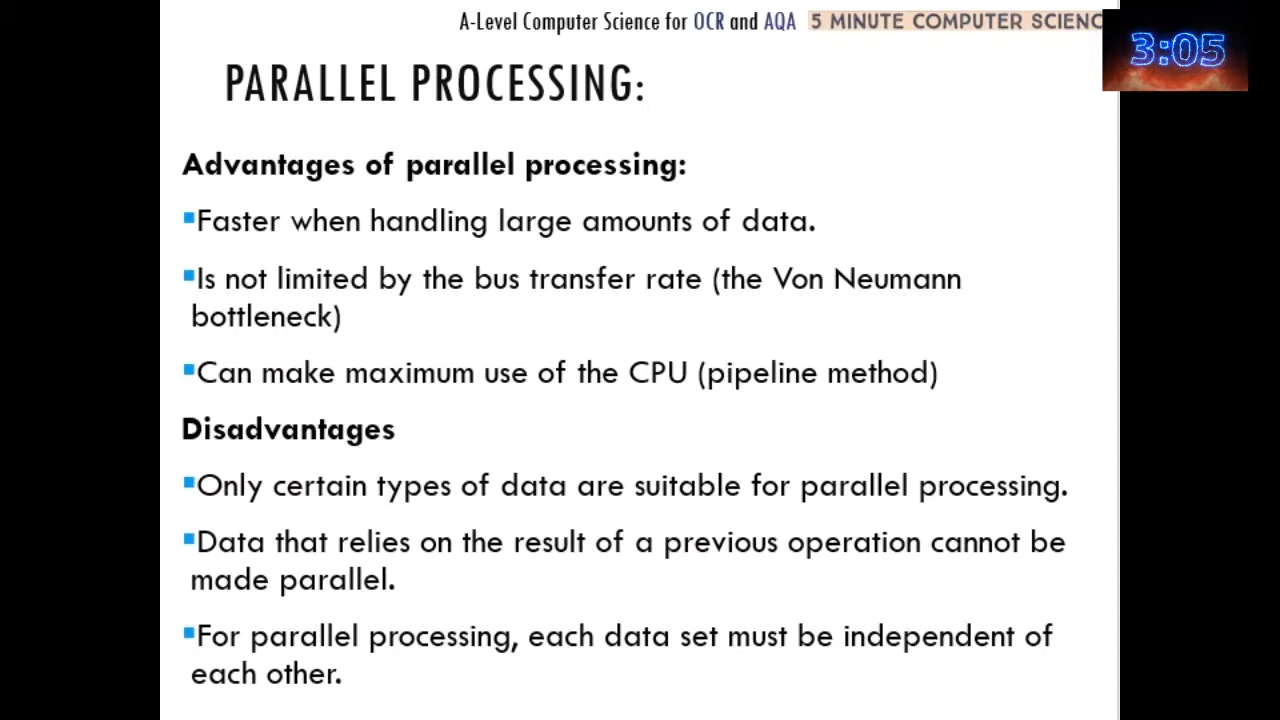 A-Level Computer Science for OCR and AQA 5 MINUTE COMPUTER SCIENC
3:05
PARALLEL PROCESSING:
Advantages of parallel processing:
▪Faster when handling large amounts of data.
▪Is not limited by the bus transfer rate (the Von Neumann
bottleneck)
▪Can make maximum use of the CPU (pipeline method)
Disadvantages
▪Only certain types of data are suitable for parallel processing.
▪Data that relies on the result of a previous operation cannot be
made parallel.
▪For parallel processing, each data set must be independent of
each other.